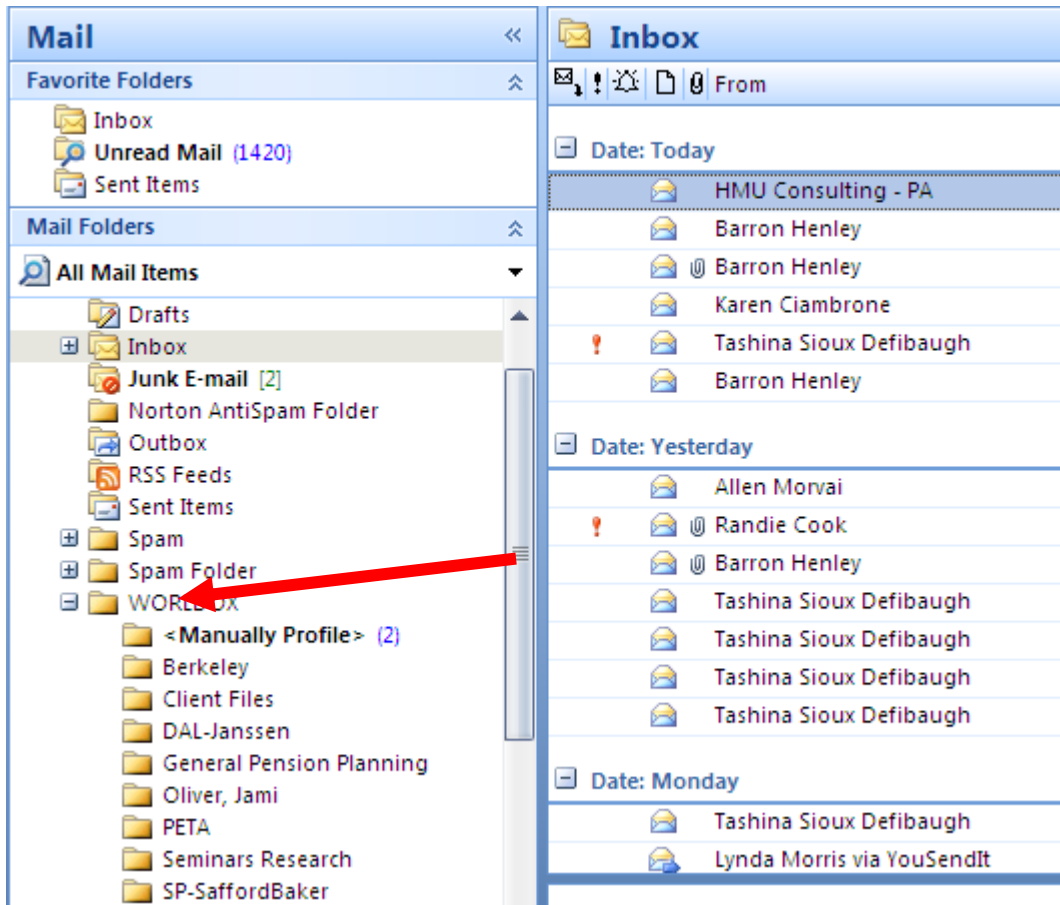 Mail
Favorite Folders
Inbox
Unread Mail (1420)
Sent Items
Mail Folders
All Mail Items
Drafts
Inbox
Junk E-mail [2]
Norton AntiSpam Folder
Outbox
RSS Feeds
Sent Items
Spam
Spam Folder
WORLDOX
<Manually Profile> (2)
Berkeley
Client Files
DAL-Janssen
General Pension Planning
Oliver, Jami
PETA
Seminars Research
SP-SaffordBaker
Inbox
From
Date: Today
HMU Consulting - PA
Barron Henley
Barron Henley
Karen Ciambrone
Tashina Sioux Defibaugh
Barron Henley
Date: Yesterday
Allen Morvai
Randie Cook
Barron Henley
Tashina Sioux Defibaugh
Tashina Sioux Defibaugh
Tashina Sioux Defibaugh
Tashina Sioux Defibaugh
Date: Monday
Tashina Sioux Defibaugh
Lynda Morris via YouSendIt